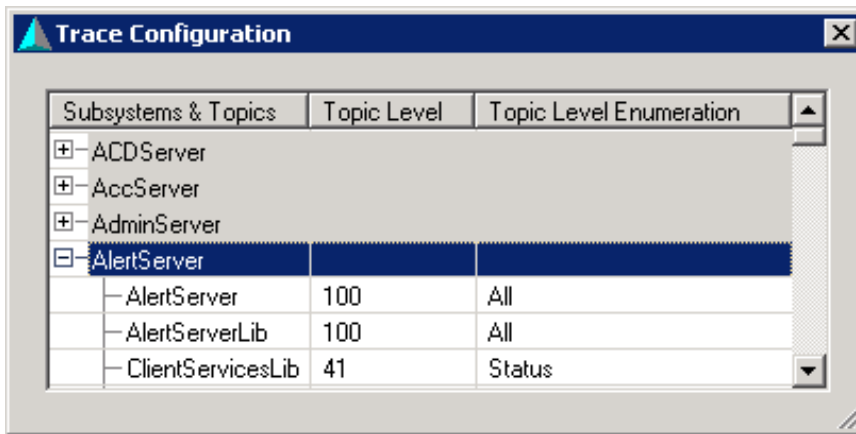 Trace Configuration
Subsystems & Topics Topic Level Topic Level Enumeration
ACDServer
AccServer
AdminServer
AlertServer
AlertServer 100 All
AlertServerLib 100 All
ClientServicesLib 41 Status